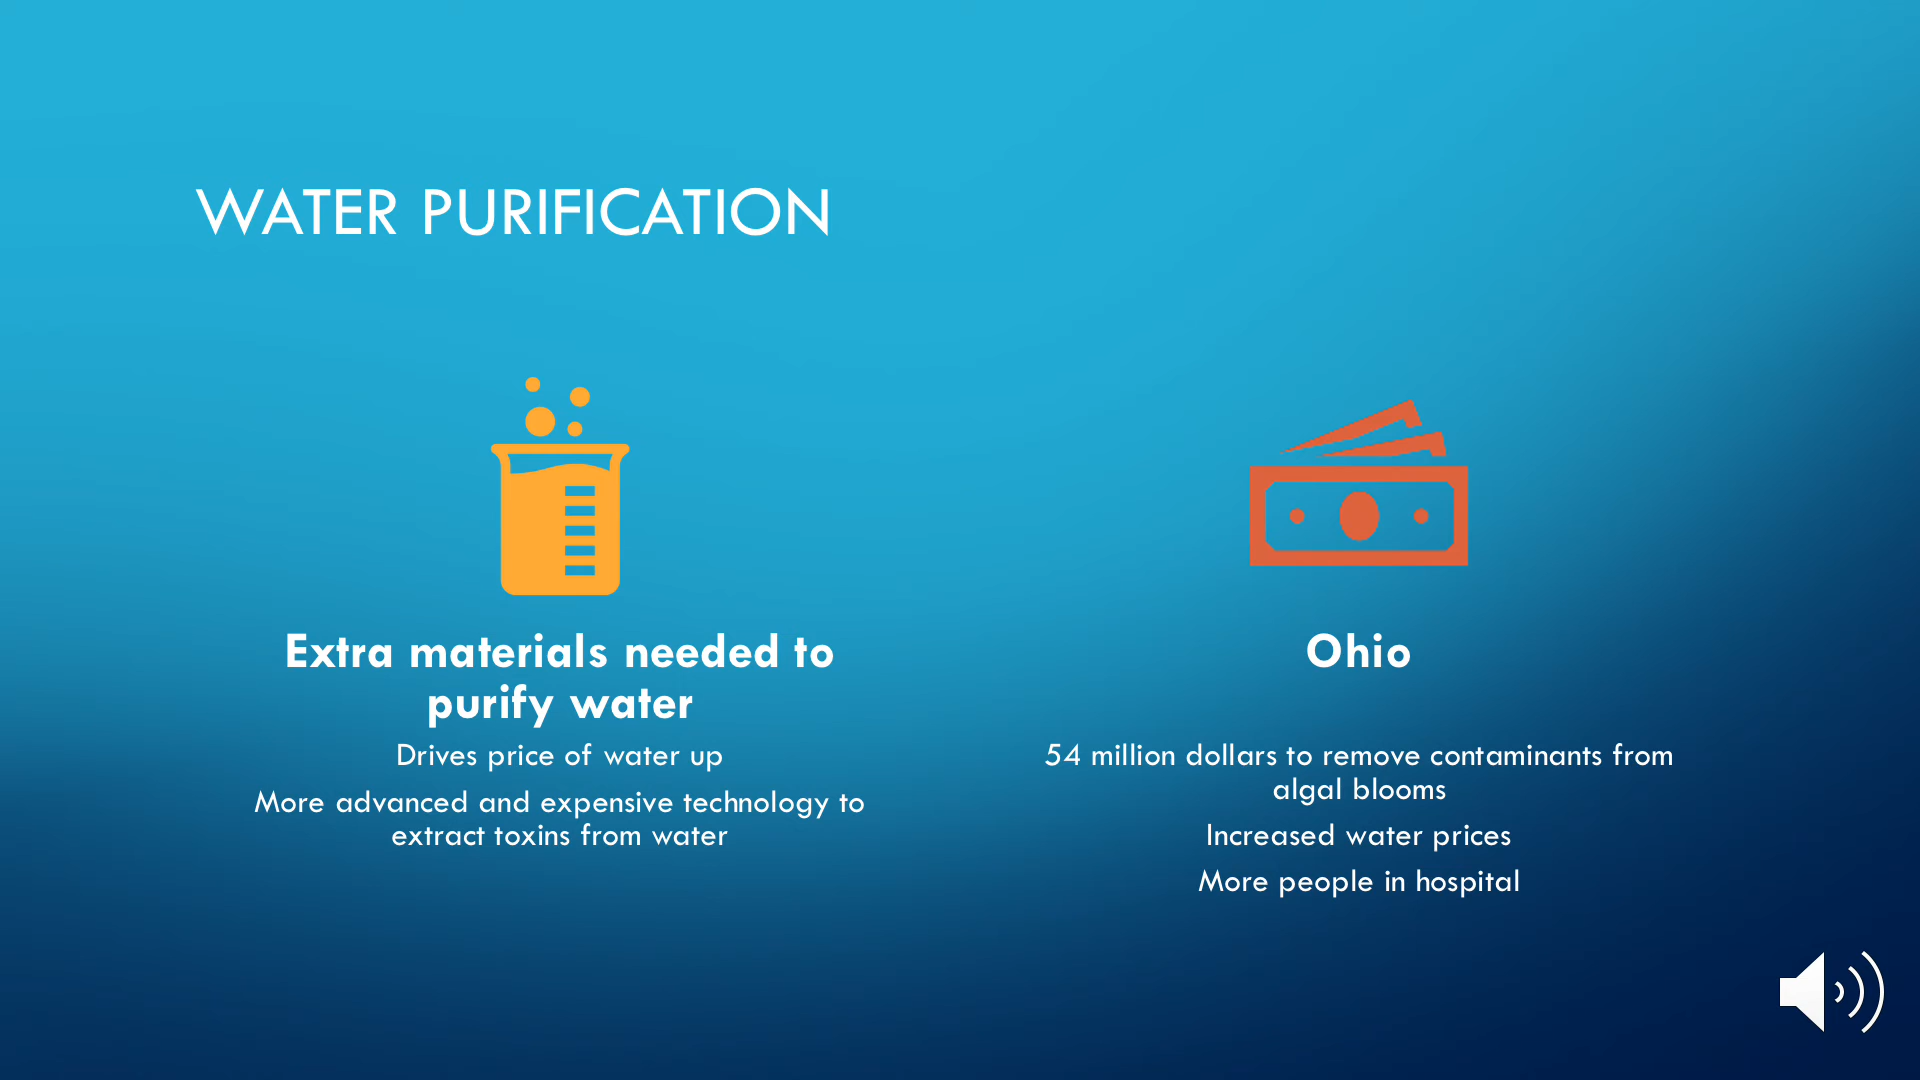 WATER PURIFICATION
Extra materials needed to
purify water
Drives price of water up
More advanced and expensive technology to
extract toxins from water
Ohio
54 million dollars to remove contaminants from
algal blooms
Increased water prices
More people in hospital